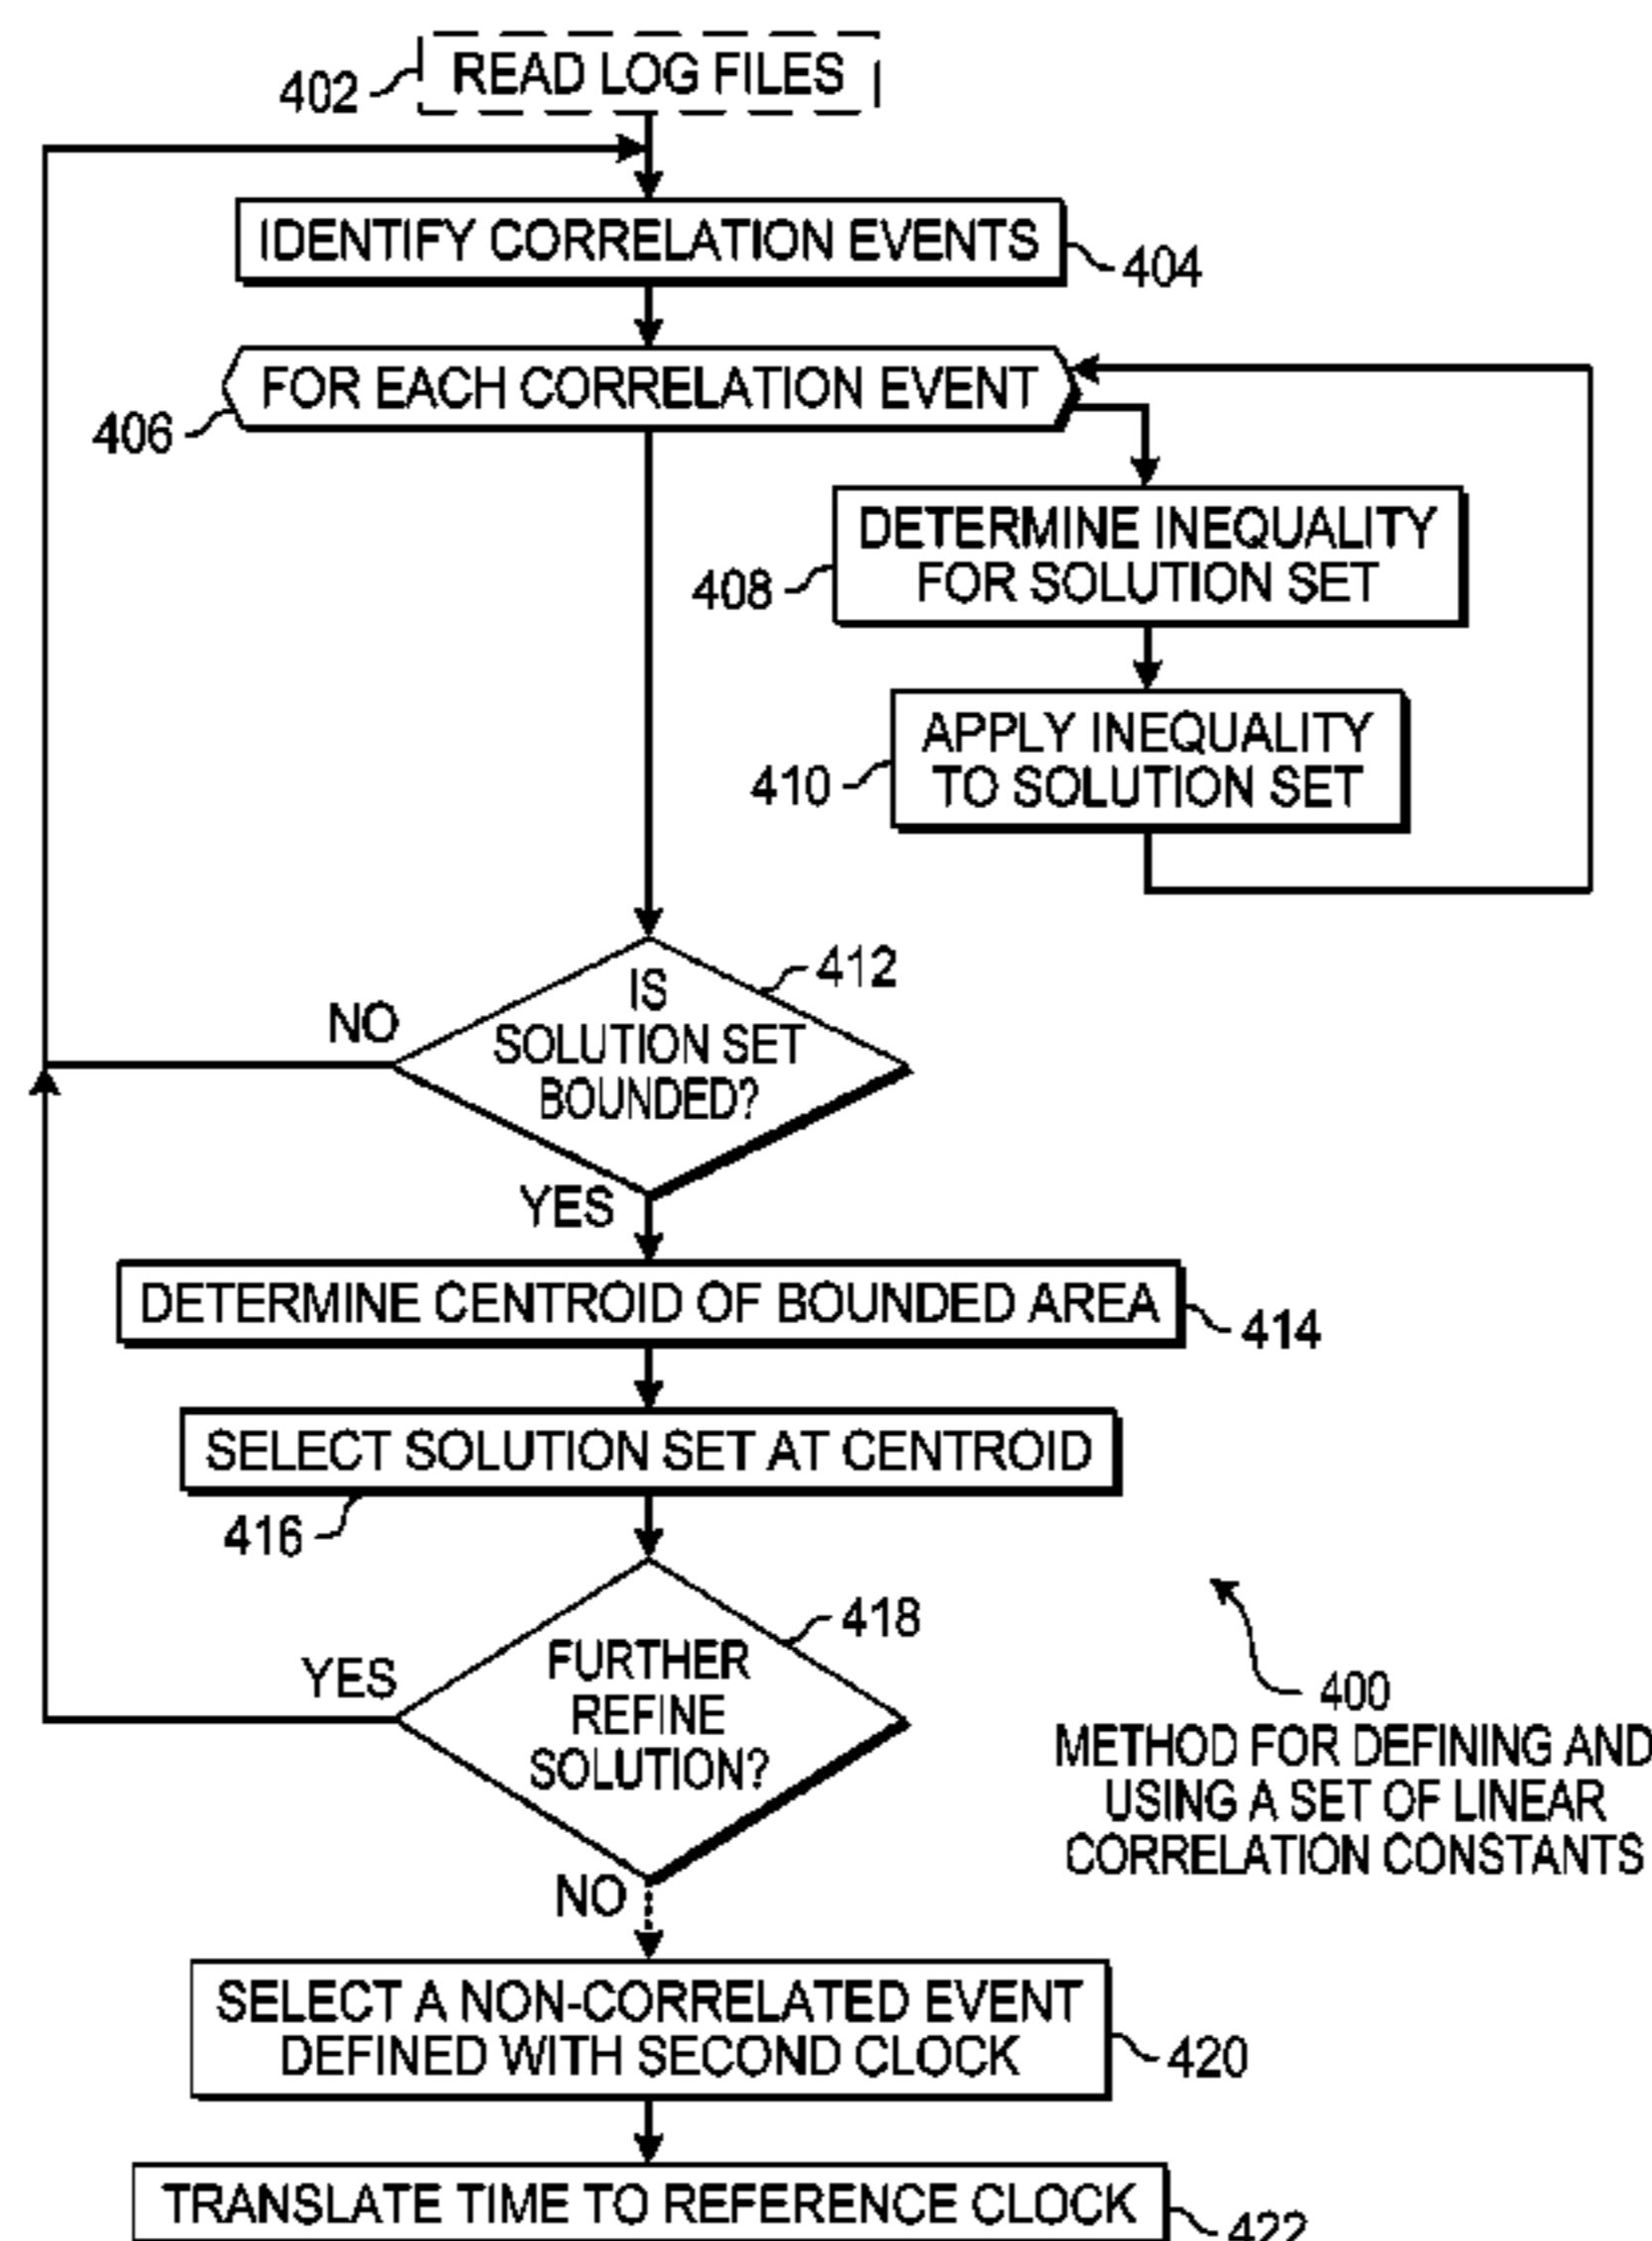 READ LOG FILES
402
IDENTIFY CORRELATION EVENTS
404
FOR EACH CORRELATION EVENT
406
DETERMINE INEQUALITY
FOR SOLUTION SET
408
APPLY INEQUALITY
TO SOLUTION SET
410
IS
SOLUTION SET
BOUNDED?
412
NO
YES
DETERMINE CENTROID OF BOUNDED AREA
414
SELECT SOLUTION SET AT CENTROID
416
FURTHER
REFINE
SOLUTION?
418
YES
NO
400
METHOD FOR DEFINING AND
USING A SET OF LINEAR
CORRELATION CONSTANTS
SELECT A NON-CORRELATED EVENT
DEFINED WITH SECOND CLOCK
420
TRANSLATE TIME TO REFERENCE CLOCK
422